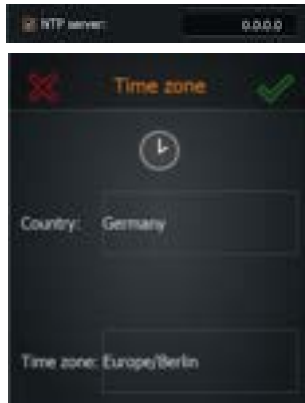 NTP server: 0.0.0.0
Time zone
Country: Germany
Time zone: Europe/Berlin